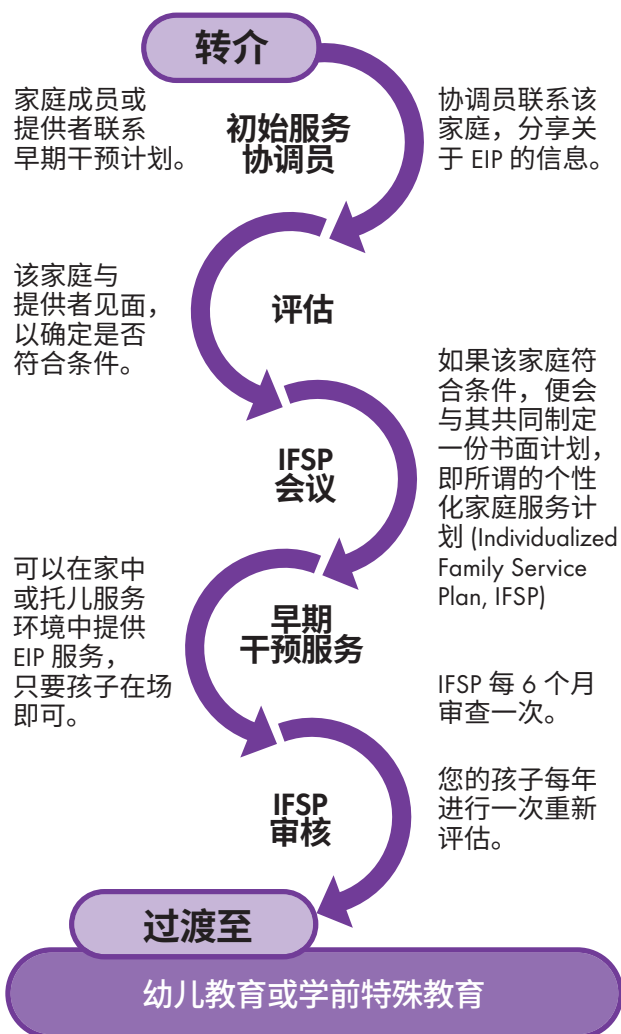 转介
家庭成员或
提供者联系
早期干预计划。
初始服务
协调员
协调员联系该
家庭，分享关
于 EIP 的信息。
该家庭与
提供者见面，
以确定是否
符合条件。
评估
如果该家庭符
合条件，便会
与其共同制定
一份书面计划，
即所谓的个性
化家庭服务计
划 (Individualized
Family Service
Plan, IFSP)
IFSP
会议
可以在家中
或托儿服务
环境中提供
EIP 服务，
只要孩子在场
即可。
早期
干预服务
IFSP 每 6 个月
审查一次。
您的孩子每年
进行一次重新
评估。
IFSP
审核
过渡至
幼儿教育或学前特殊教育